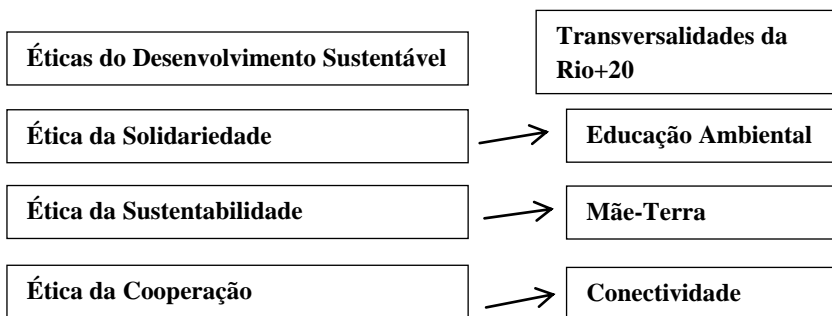 Éticas do Desenvolvimento Sustentável
Transversalidades da
Rio+20
Ética da Solidariedade
Educação Ambiental
Ética da Sustentabilidade
Mãe-Terra
Ética da Cooperação
Conectividade